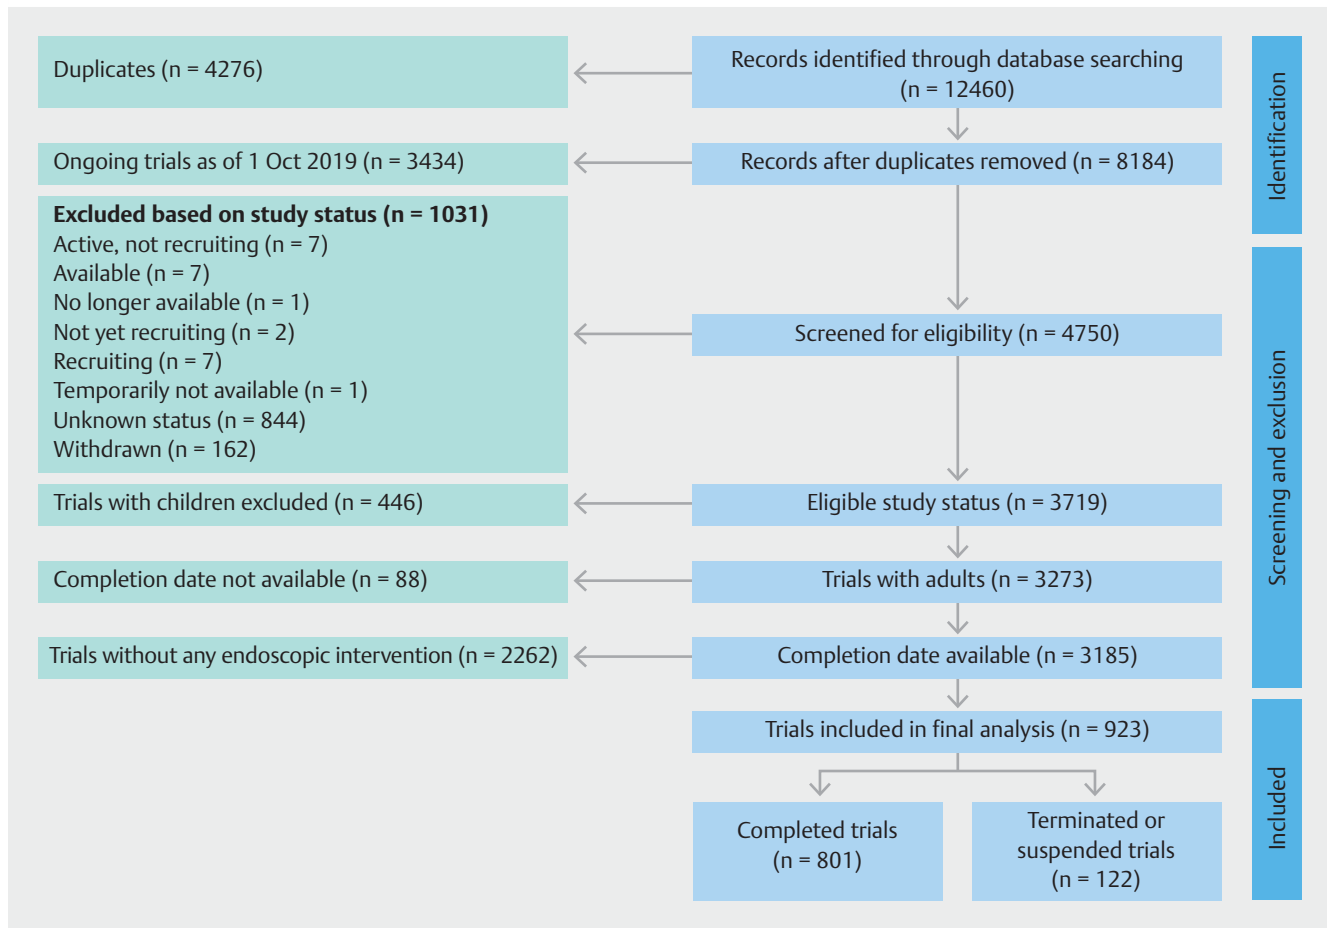 Duplicates (n = 4276)
Records identified through database searching
(n = 12460)
Ongoing trials as of 1 Oct 2019 (n = 3434)
Records after duplicates removed (n = 8184)
Identification
Excluded based on study status (n = 1031)
Active, not recruiting (n = 7)
Available (n = 7)
No longer available (n = 1)
Not yet recruiting (n = 2)
Recruiting (n = 7)
Temporarily not available (n = 1)
Unknown status (n = 844)
Withdrawn (n = 162)
Screened for eligibility (n = 4750)
Trials with children excluded (n = 446)
Eligible study status (n = 3719)
Completion date not available (n = 88)
Trials with adults (n = 3273)
Trials without any endoscopic intervention (n = 2262)
Completion date available (n = 3185)
Screening and exclusion
Trials included in final analysis (n = 923)
Completed trials
(n = 801)
Terminated or
suspended trials
(n = 122)
Included